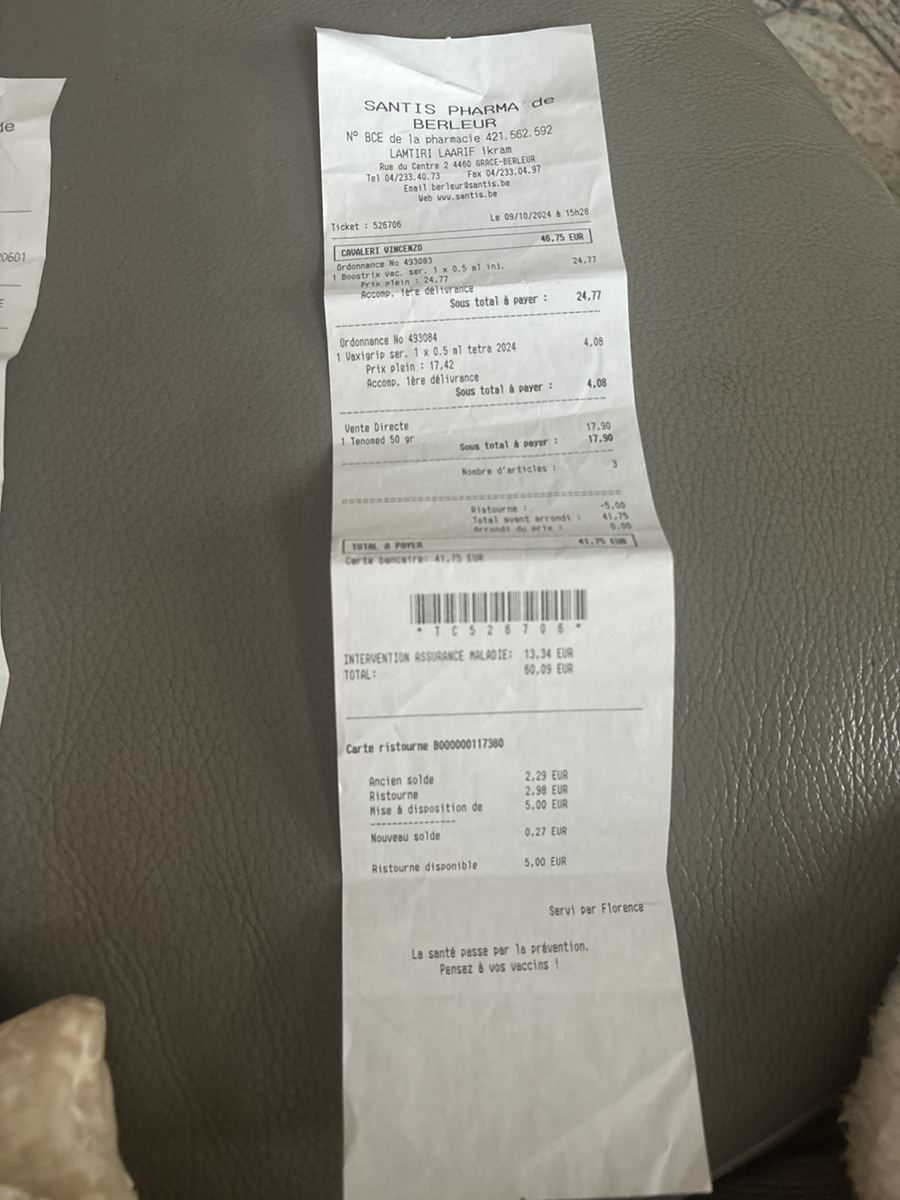 SANTIS PHARMA de
BERLEUR
N° BCE de la pharmacie 421.562.592
LAMTIRI LAARIF ikram
Rue du Centre 2 4460 GRACE-BERLEUR
Tel 04/233.40.73 Fax 04/233.04.97
Email berleur@santis.be
Web www.santis.be
Ticket : 526706 Le 09/10/2024 à 15h28
CAVALERI VINCENZO 46,75 EUR
Ordonnance No 493083
1 Boostrix vac. ser. 1 x 0.5 ml inj. 24,77
Prix plein : 24,77
Accomp. 1ère délivrance
Sous total à payer : 24,77
Ordonnance No 493084
1 Vaxigrip ser. 1 x 0.5 ml tetra 2024 4,08
Prix plein : 17,42
Accomp. 1ère délivrance
Sous total à payer : 4,08
Vente Directe
1 Tenomed 50 gr 17,90
Sous total à payer : 17,90
Nombre d'articles : 3
Ristourne : -5,00
Total avant arrondi : 41,75
Arrondi du prix : 0,00
TOTAL A PAYER 41,75 EUR
Carte bancaire: 41,75 EUR
* T C 5 2 6 7 0 6 *
INTERVENTION ASSURANCE MALADIE: 13,34 EUR
TOTAL: 60,09 EUR
Carte ristourne B000000117380
Ancien solde 2,29 EUR
Ristourne 2,98 EUR
Mise à disposition de 5,00 EUR
Nouveau solde 0,27 EUR
Ristourne disponible 5,00 EUR
Servi par Florence
La santé passe par la prévention.
Pensez à vos vaccins !
de
0601